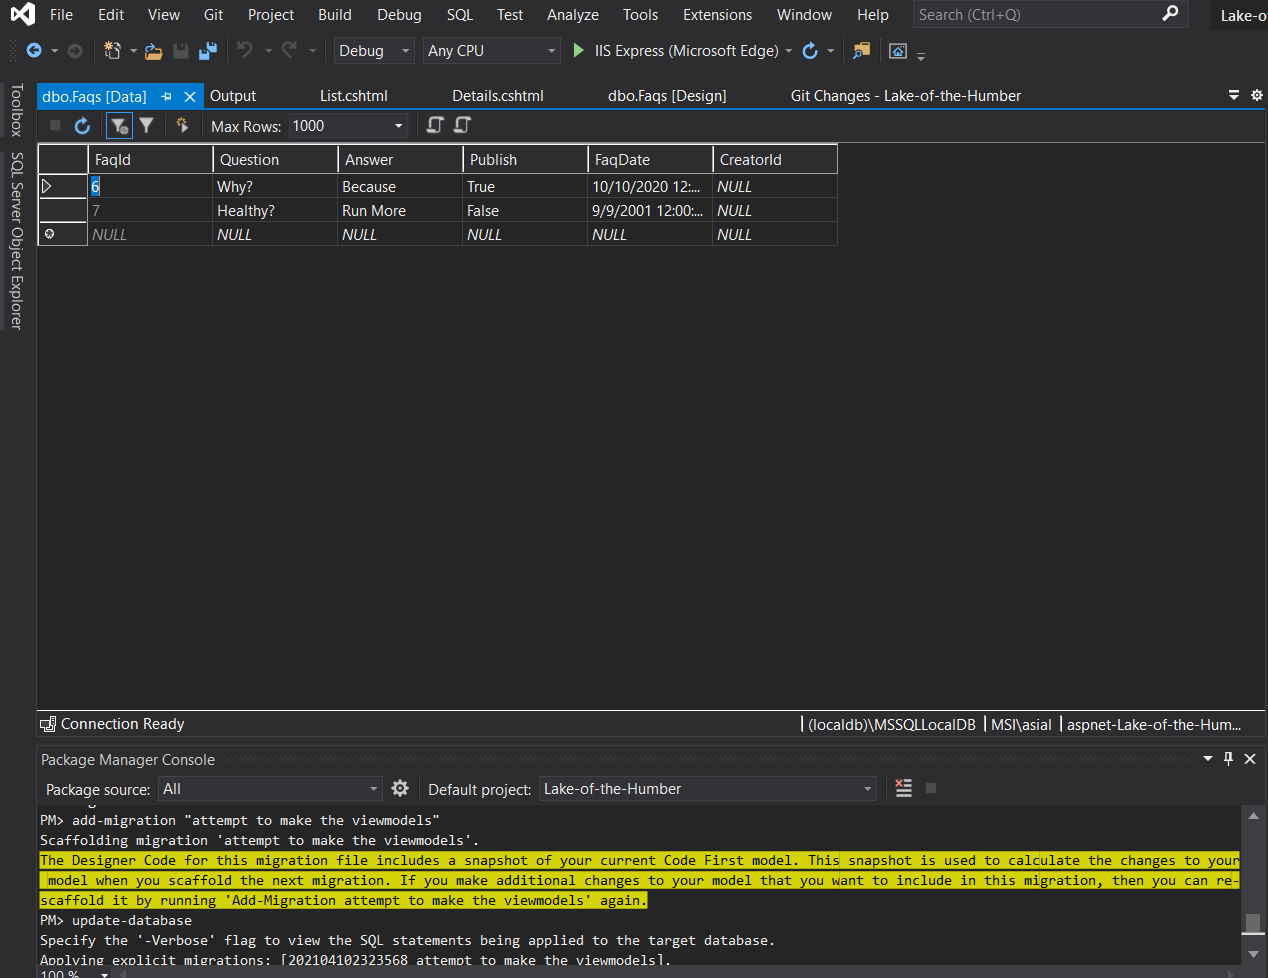 File Edit View Git Project Build Debug SQL Test Analyze Tools Extensions Window Help Search (Ctrl+Q) Lake-o
Debug Any CPU IIS Express (Microsoft Edge)
Toolbox
SQL Server Object Explorer
dbo.Faqs [Data] Output List.cshtml Details.cshtml dbo.Faqs [Design] Git Changes - Lake-of-the-Humber
Max Rows: 1000
FaqId Question Answer Publish FaqDate CreatorId
6 Why? Because True 10/10/2020 12:... NULL
7 Healthy? Run More False 9/9/2001 12:00:... NULL
NULL NULL NULL NULL NULL NULL
Connection Ready (localdb)\MSSQLLocalDB MSI\asial aspnet-Lake-of-the-Hum...
Package Manager Console
Package source: All Default project: Lake-of-the-Humber
PM> add-migration "attempt to make the viewmodels"
Scaffolding migration 'attempt to make the viewmodels'.
The Designer Code for this migration file includes a snapshot of your current Code First model. This snapshot is used to calculate the changes to your
model when you scaffold the next migration. If you make additional changes to your model that you want to include in this migration, then you can re-
scaffold it by running 'Add-Migration attempt to make the viewmodels' again.
PM> update-database
Specify the '-Verbose' flag to view the SQL statements being applied to the target database.
Applying explicit migrations: [202104102323568_attempt to make the viewmodels].
100 %